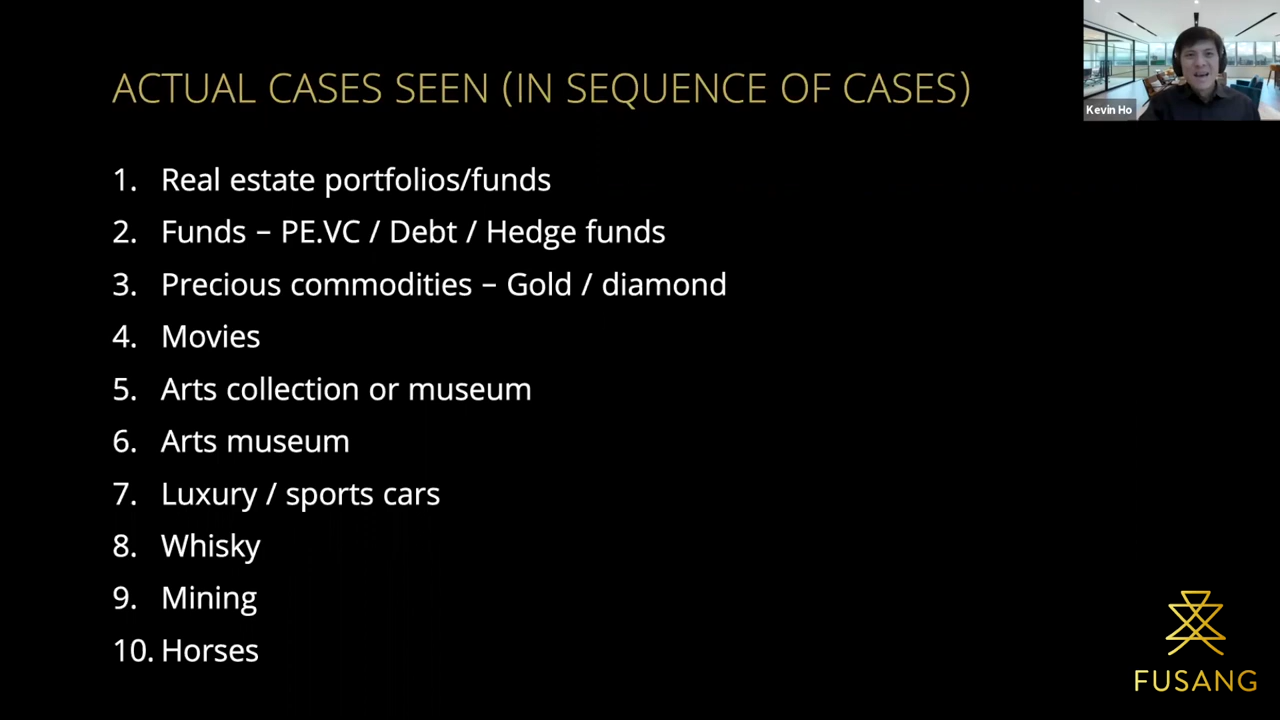 ACTUAL CASES SEEN (IN SEQUENCE OF CASES)
Kevin Ho
1. Real estate portfolios/funds
2. Funds – PE.VC / Debt / Hedge funds
3. Precious commodities – Gold / diamond
4. Movies
5. Arts collection or museum
6. Arts museum
7. Luxury / sports cars
8. Whisky
9. Mining
10. Horses
FUSANG